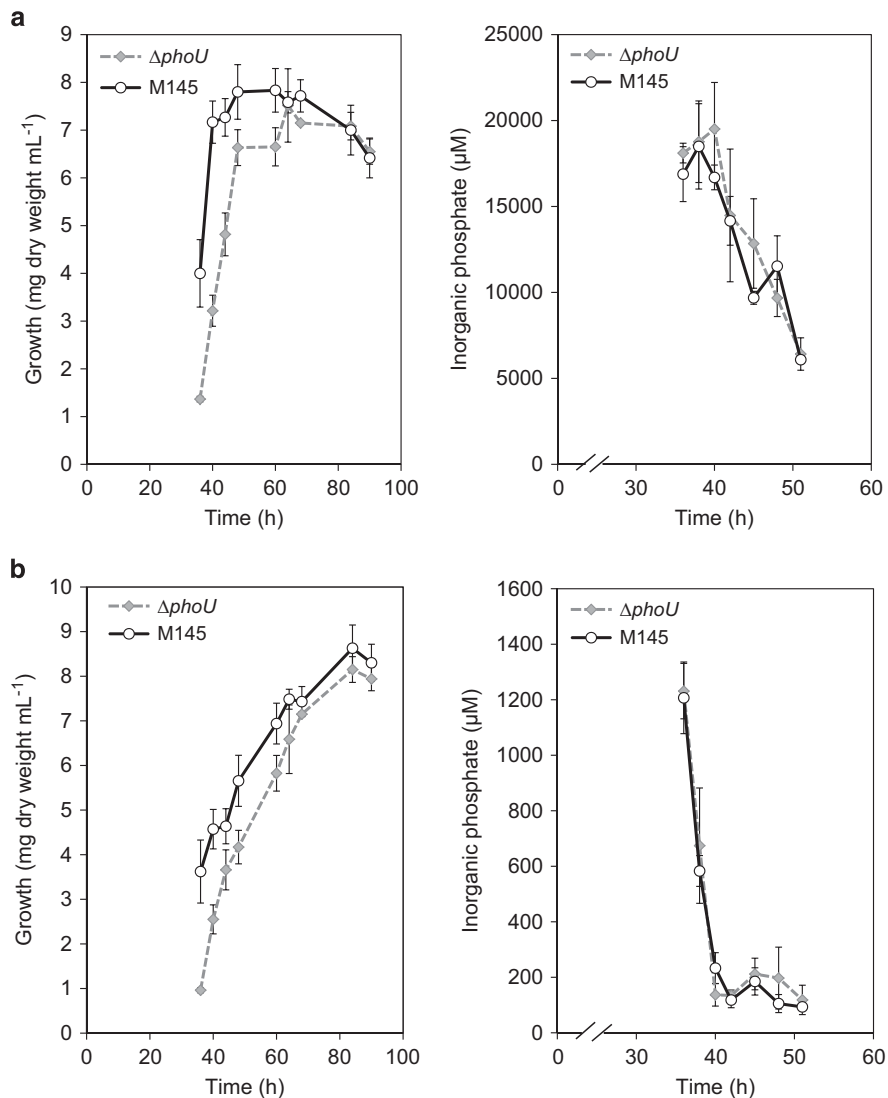 a
Growth (mg dry weight mL⁻¹)
9
8
7
6
5
4
3
2
1
0
ΔphoU
M145
0 20 40 60 80 100
Time (h)
Inorganic phosphate (µM)
25000
20000
15000
10000
5000
0
ΔphoU
M145
0 30 40 50 60
Time (h)
b
Growth (mg dry weight mL⁻¹)
10
9
8
7
6
5
4
3
2
1
0
ΔphoU
M145
0 20 40 60 80 100
Time (h)
Inorganic phosphate (µM)
1600
1400
1200
1000
800
600
400
200
0
ΔphoU
M145
0 30 40 50 60
Time (h)